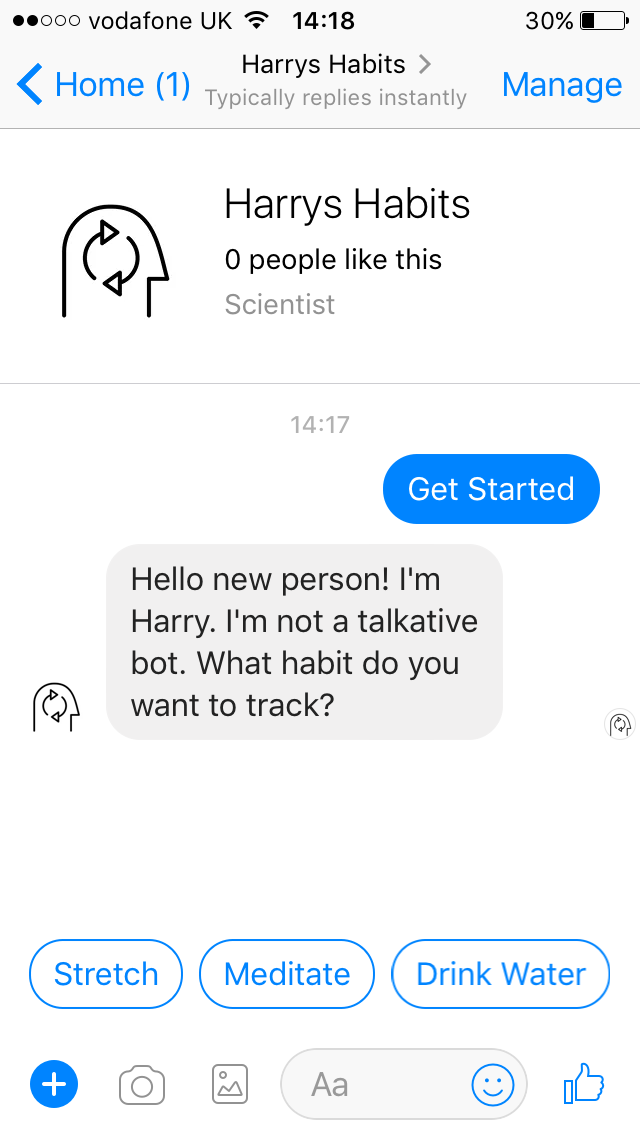 vodafone UK 14:18 30%
Home (1) Harrys Habits Manage
Typically replies instantly
Harrys Habits
0 people like this
Scientist
14:17
Get Started
Hello new person! I'm
Harry. I'm not a talkative
bot. What habit do you
want to track?
Stretch Meditate Drink Water
Aa